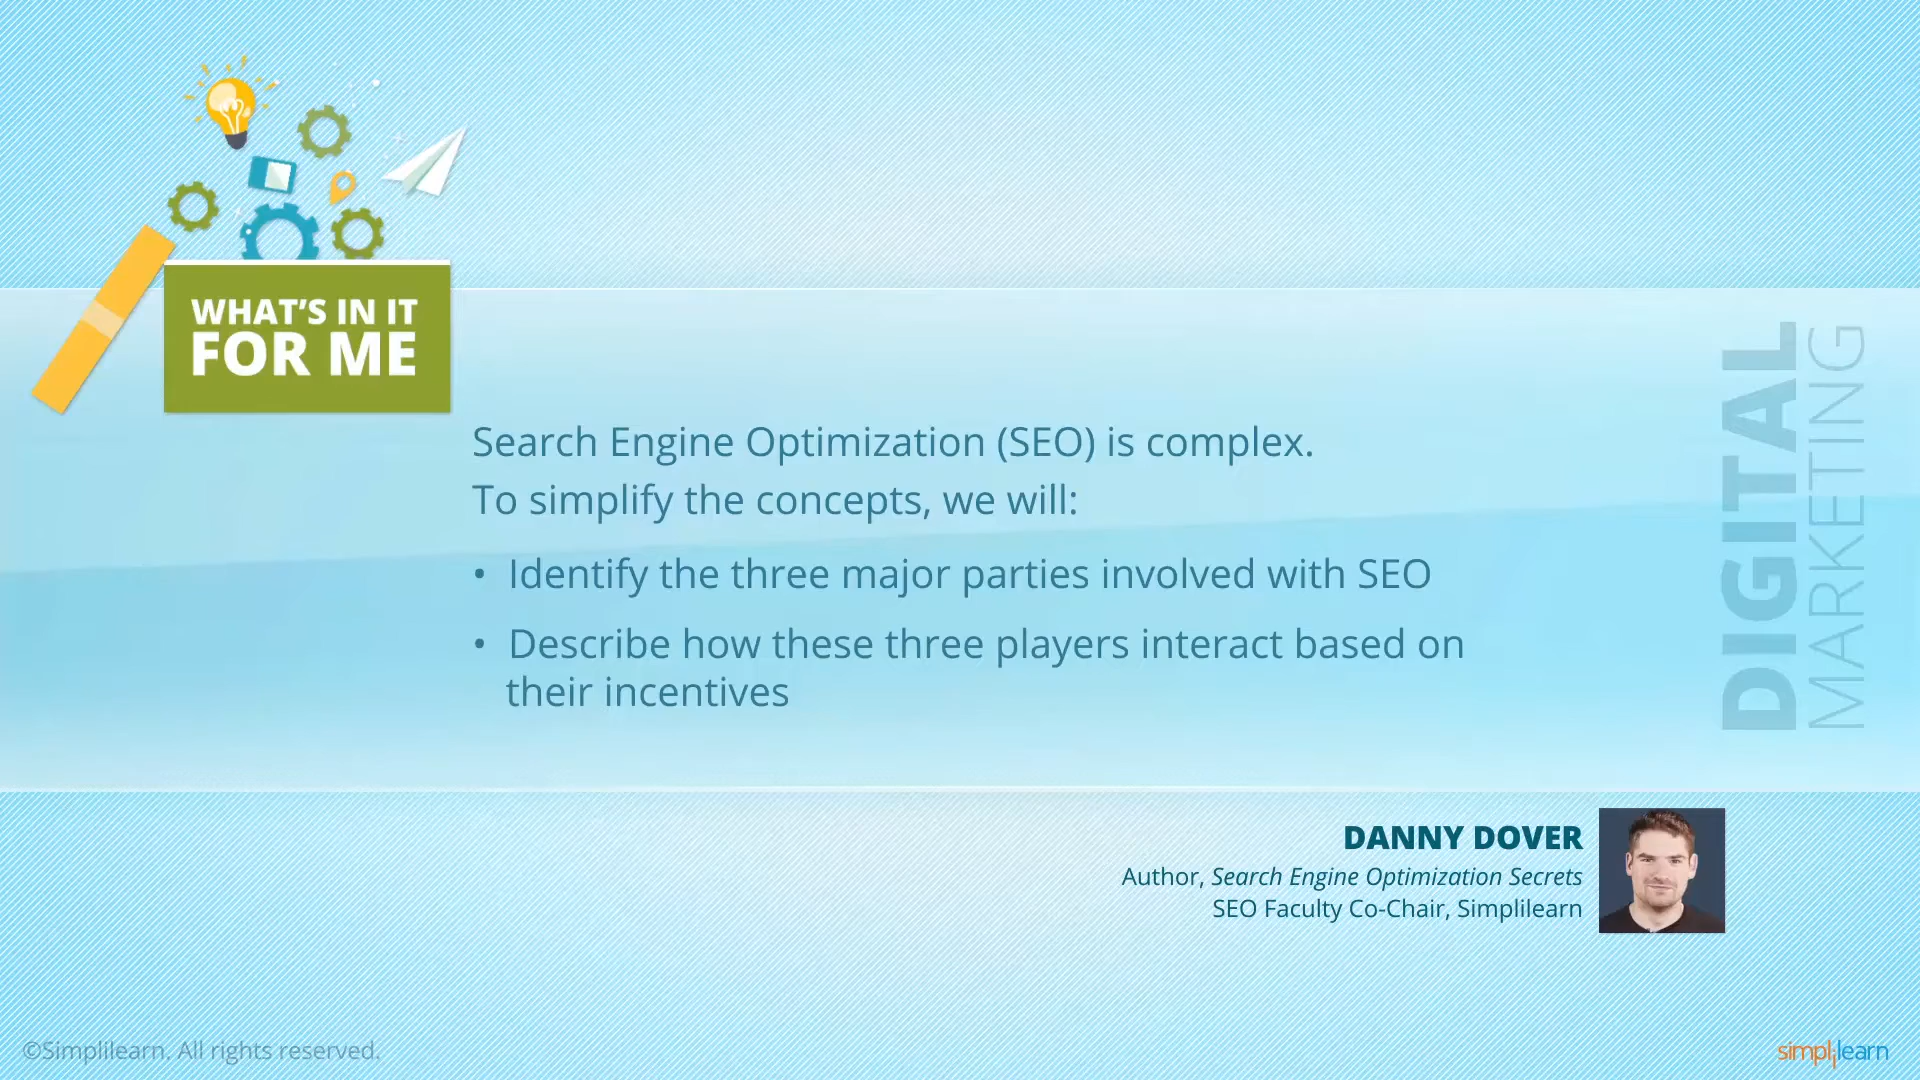 WHAT'S IN IT
FOR ME
Search Engine Optimization (SEO) is complex.
To simplify the concepts, we will:
• Identify the three major parties involved with SEO
• Describe how these three players interact based on
their incentives
DIGITAL
MARKETING
DANNY DOVER
Author, Search Engine Optimization Secrets
SEO Faculty Co-Chair, Simplilearn
©Simplilearn. All rights reserved.
simplilearn